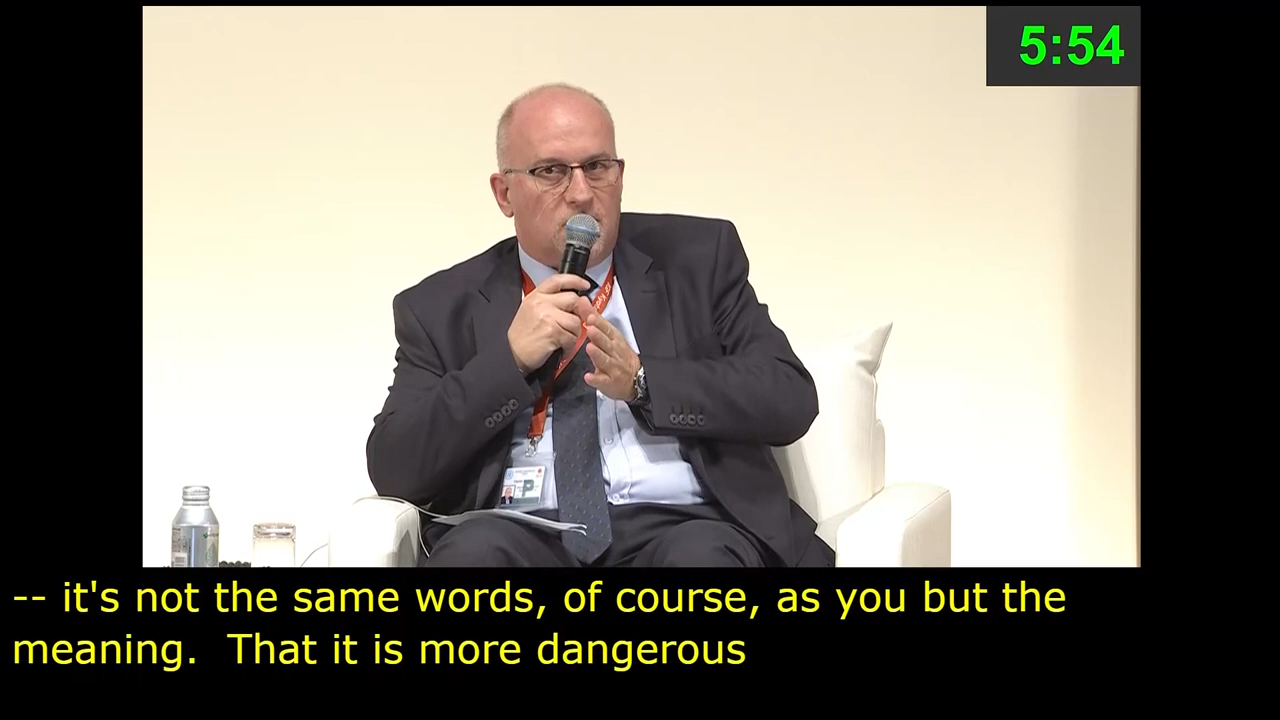 5:54
-- it's not the same words, of course, as you but the
meaning.  That it is more dangerous